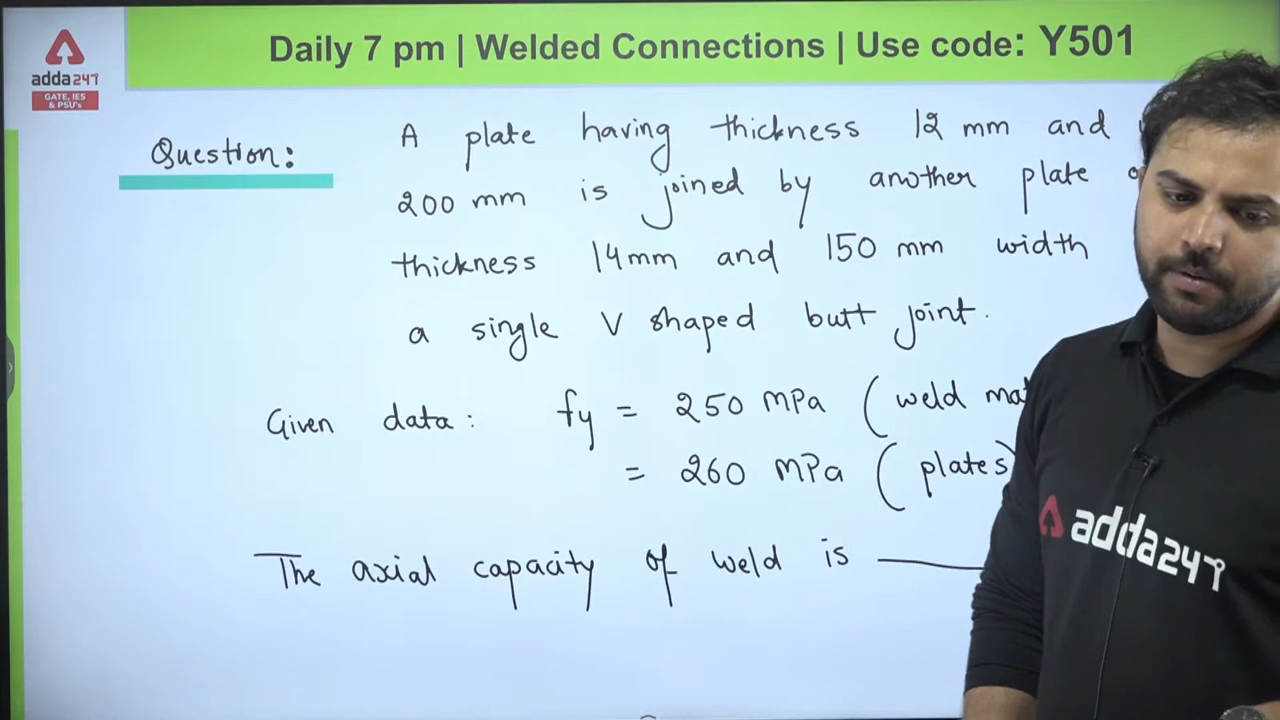 Daily 7 pm | Welded Connections | Use code: Y501
adda247
GATE, IES
& PSU's
Question:
A plate having thickness 12 mm and
200 mm is joined by another plate
thickness 14mm and 150 mm width
a single V shaped butt joint.
Given data: fy = 250 MPa (weld
= 260 MPa (plates)
The axial capacity of weld is
adda247